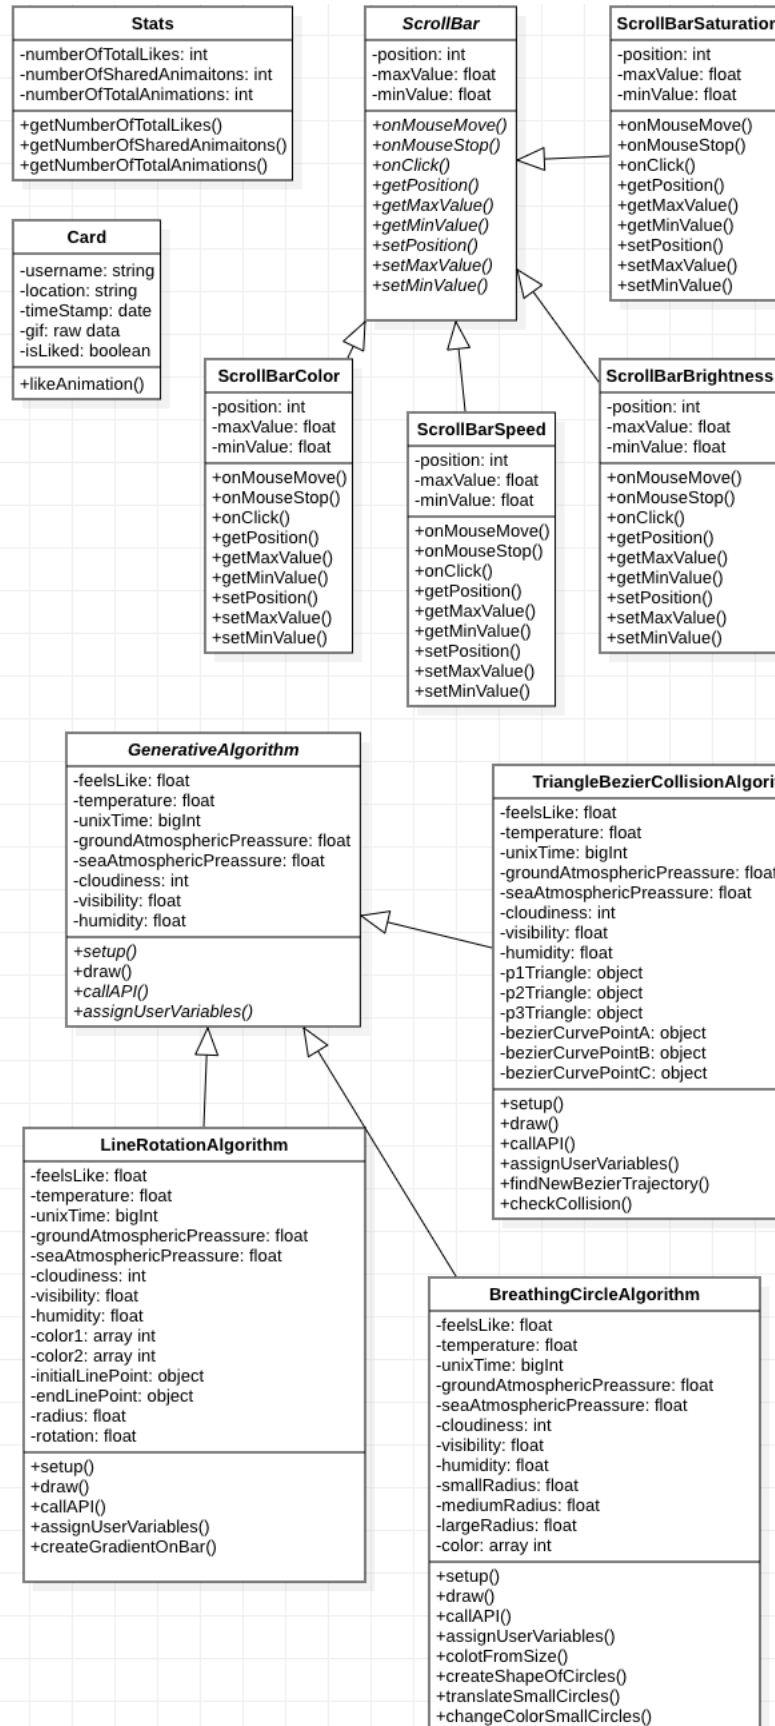 Stats
-numberOfTotalLikes: int
-numberOfSharedAnimaitons: int
-numberOfTotalAnimations: int
+getNumberOfTotalLikes()
+getNumberOfSharedAnimaitons()
+getNumberOfTotalAnimations()
ScrollBar
-position: int
-maxValue: float
-minValue: float
+onMouseMove()
+onMouseStop()
+onClick()
+getPosition()
+getMaxValue()
+getMinValue()
+setPosition()
+setMaxValue()
+setMinValue()
ScrollBarSaturation
-position: int
-maxValue: float
-minValue: float
+onMouseMove()
+onMouseStop()
+onClick()
+getPosition()
+getMaxValue()
+getMinValue()
+setPosition()
+setMaxValue()
+setMinValue()
Card
-username: string
-location: string
-timeStamp: date
-gif: raw data
-isLiked: boolean
+likeAnimation()
ScrollBarColor
-position: int
-maxValue: float
-minValue: float
+onMouseMove()
+onMouseStop()
+onClick()
+getPosition()
+getMaxValue()
+getMinValue()
+setPosition()
+setMaxValue()
+setMinValue()
ScrollBarSpeed
-position: int
-maxValue: float
-minValue: float
+onMouseMove()
+onMouseStop()
+onClick()
+getPosition()
+getMaxValue()
+getMinValue()
+setPosition()
+setMaxValue()
+setMinValue()
ScrollBarBrightness
-position: int
-maxValue: float
-minValue: float
+onMouseMove()
+onMouseStop()
+onClick()
+getPosition()
+getMaxValue()
+getMinValue()
+setPosition()
+setMaxValue()
+setMinValue()
GenerativeAlgorithm
-feelsLike: float
-temperature: float
-unixTime: bigInt
-groundAtmosphericPreassure: float
-seaAtmosphericPreassure: float
-cloudiness: int
-visibility: float
-humidity: float
+setup()
+draw()
+callAPI()
+assignUserVariables()
TriangleBezierCollisionAlgori
-feelsLike: float
-temperature: float
-unixTime: bigInt
-groundAtmosphericPreassure: float
-seaAtmosphericPreassure: float
-cloudiness: int
-visibility: float
-humidity: float
-p1Triangle: object
-p2Triangle: object
-p3Triangle: object
-bezierCurvePointA: object
-bezierCurvePointB: object
-bezierCurvePointC: object
+setup()
+draw()
+callAPI()
+assignUserVariables()
+findNewBezierTrajectory()
+checkCollision()
LineRotationAlgorithm
-feelsLike: float
-temperature: float
-unixTime: bigInt
-groundAtmosphericPreassure: float
-seaAtmosphericPreassure: float
-cloudiness: int
-visibility: float
-humidity: float
-color1: array int
-color2: array int
-initialLinePoint: object
-endLinePoint: object
-radius: float
-rotation: float
+setup()
+draw()
+callAPI()
+assignUserVariables()
+createGradientOnBar()
BreathingCircleAlgorithm
-feelsLike: float
-temperature: float
-unixTime: bigInt
-groundAtmosphericPreassure: float
-seaAtmosphericPreassure: float
-cloudiness: int
-visibility: float
-humidity: float
-smallRadius: float
-mediumRadius: float
-largeRadius: float
-color: array int
+setup()
+draw()
+callAPI()
+assignUserVariables()
+colotFromSize()
+createShapeOfCircles()
+translateSmallCircles()
+changeColorSmallCircles()